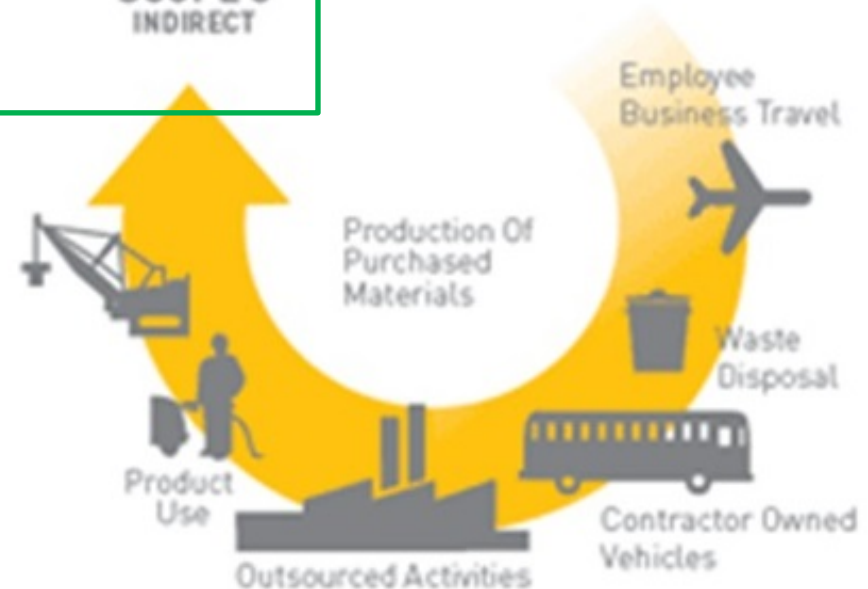 INDIRECT
Employee
Business Travel
Production Of
Purchased
Materials
Waste
Disposal
Product
Use
Contractor Owned
Vehicles
Outsourced Activities